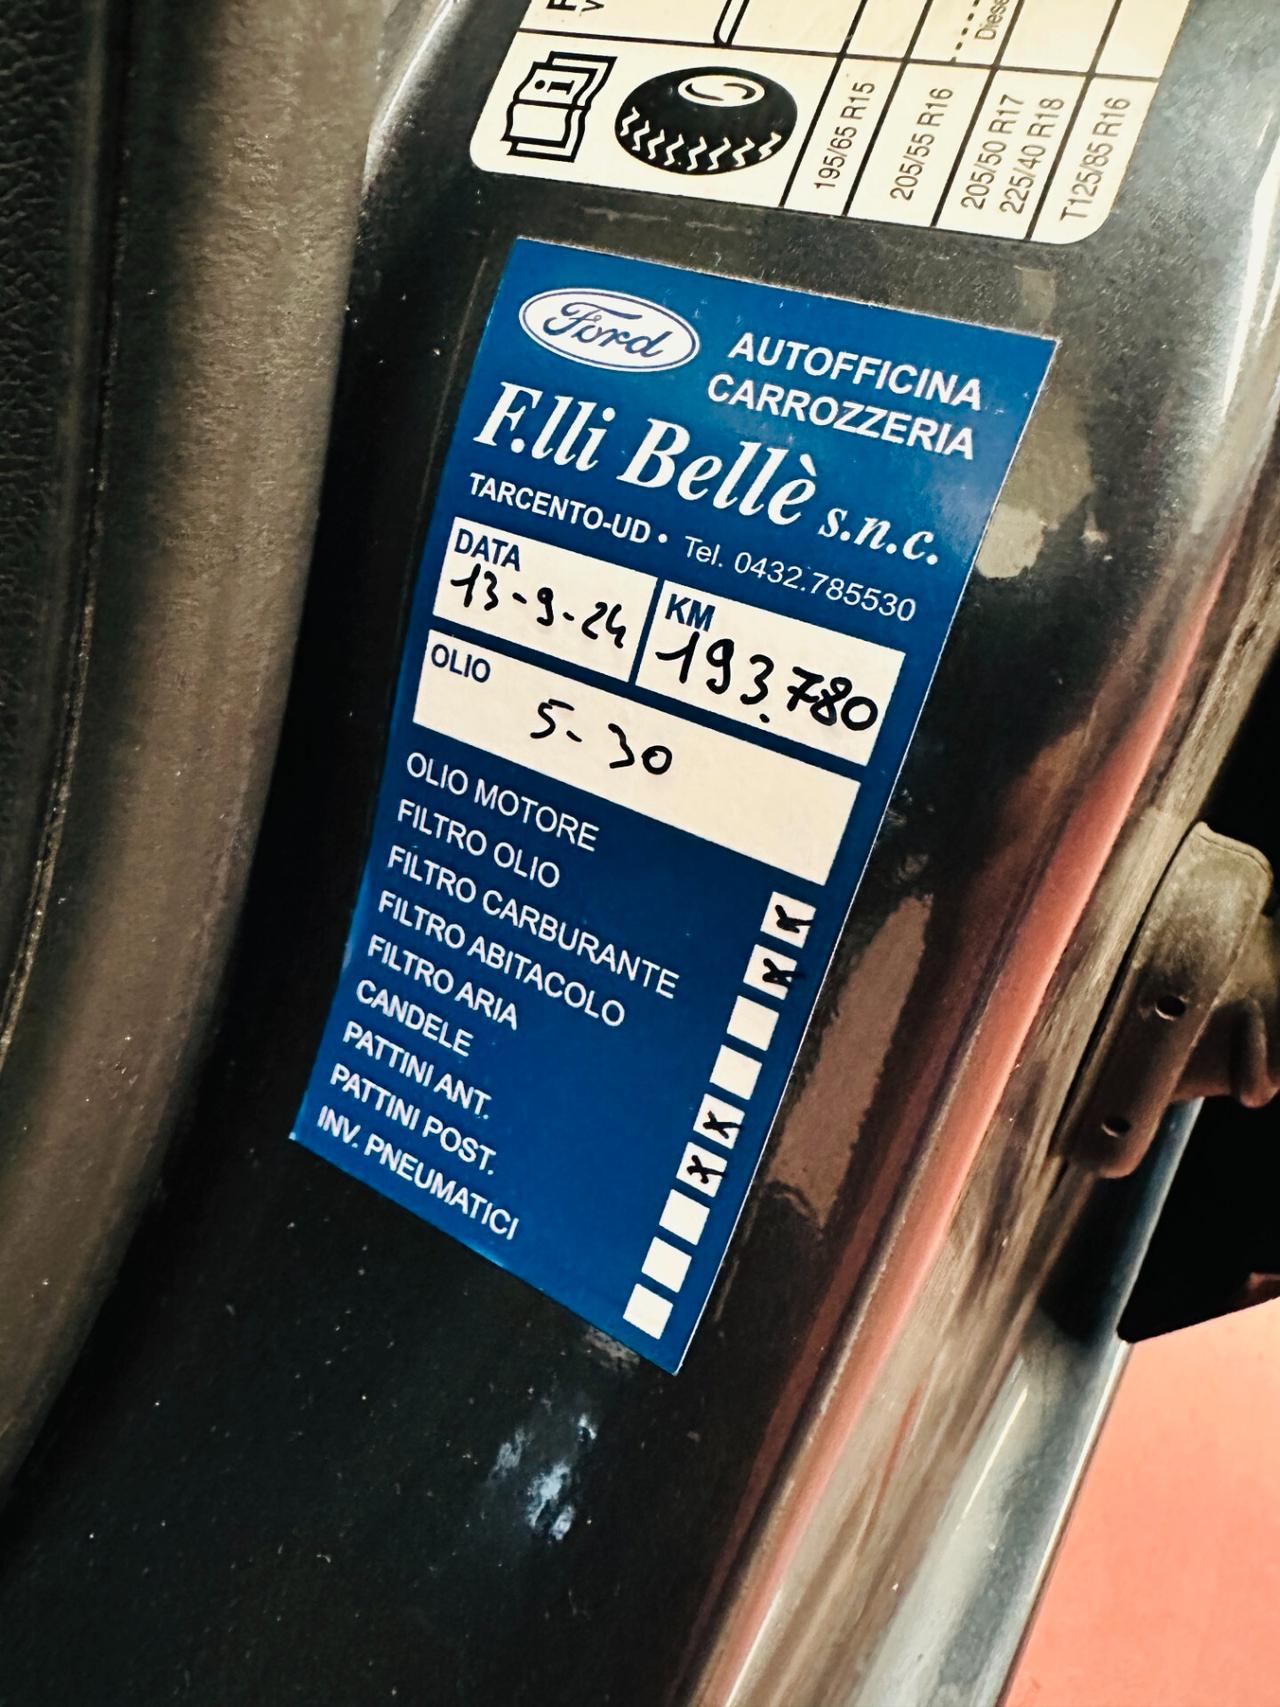 Diesel
195/65 R15
205/55 R16
205/50 R17
225/40 R18
T125/85 R16
Ford
AUTOFFICINA
CARROZZERIA
F.lli Bellè s.n.c.
TARCENTO-UD • Tel. 0432.785530
DATA KM
13-9-24 193.780
OLIO
5-30
OLIO MOTORE
FILTRO OLIO
FILTRO CARBURANTE
FILTRO ABITACOLO
FILTRO ARIA
CANDELE
PATTINI ANT.
PATTINI POST.
INV. PNEUMATICI